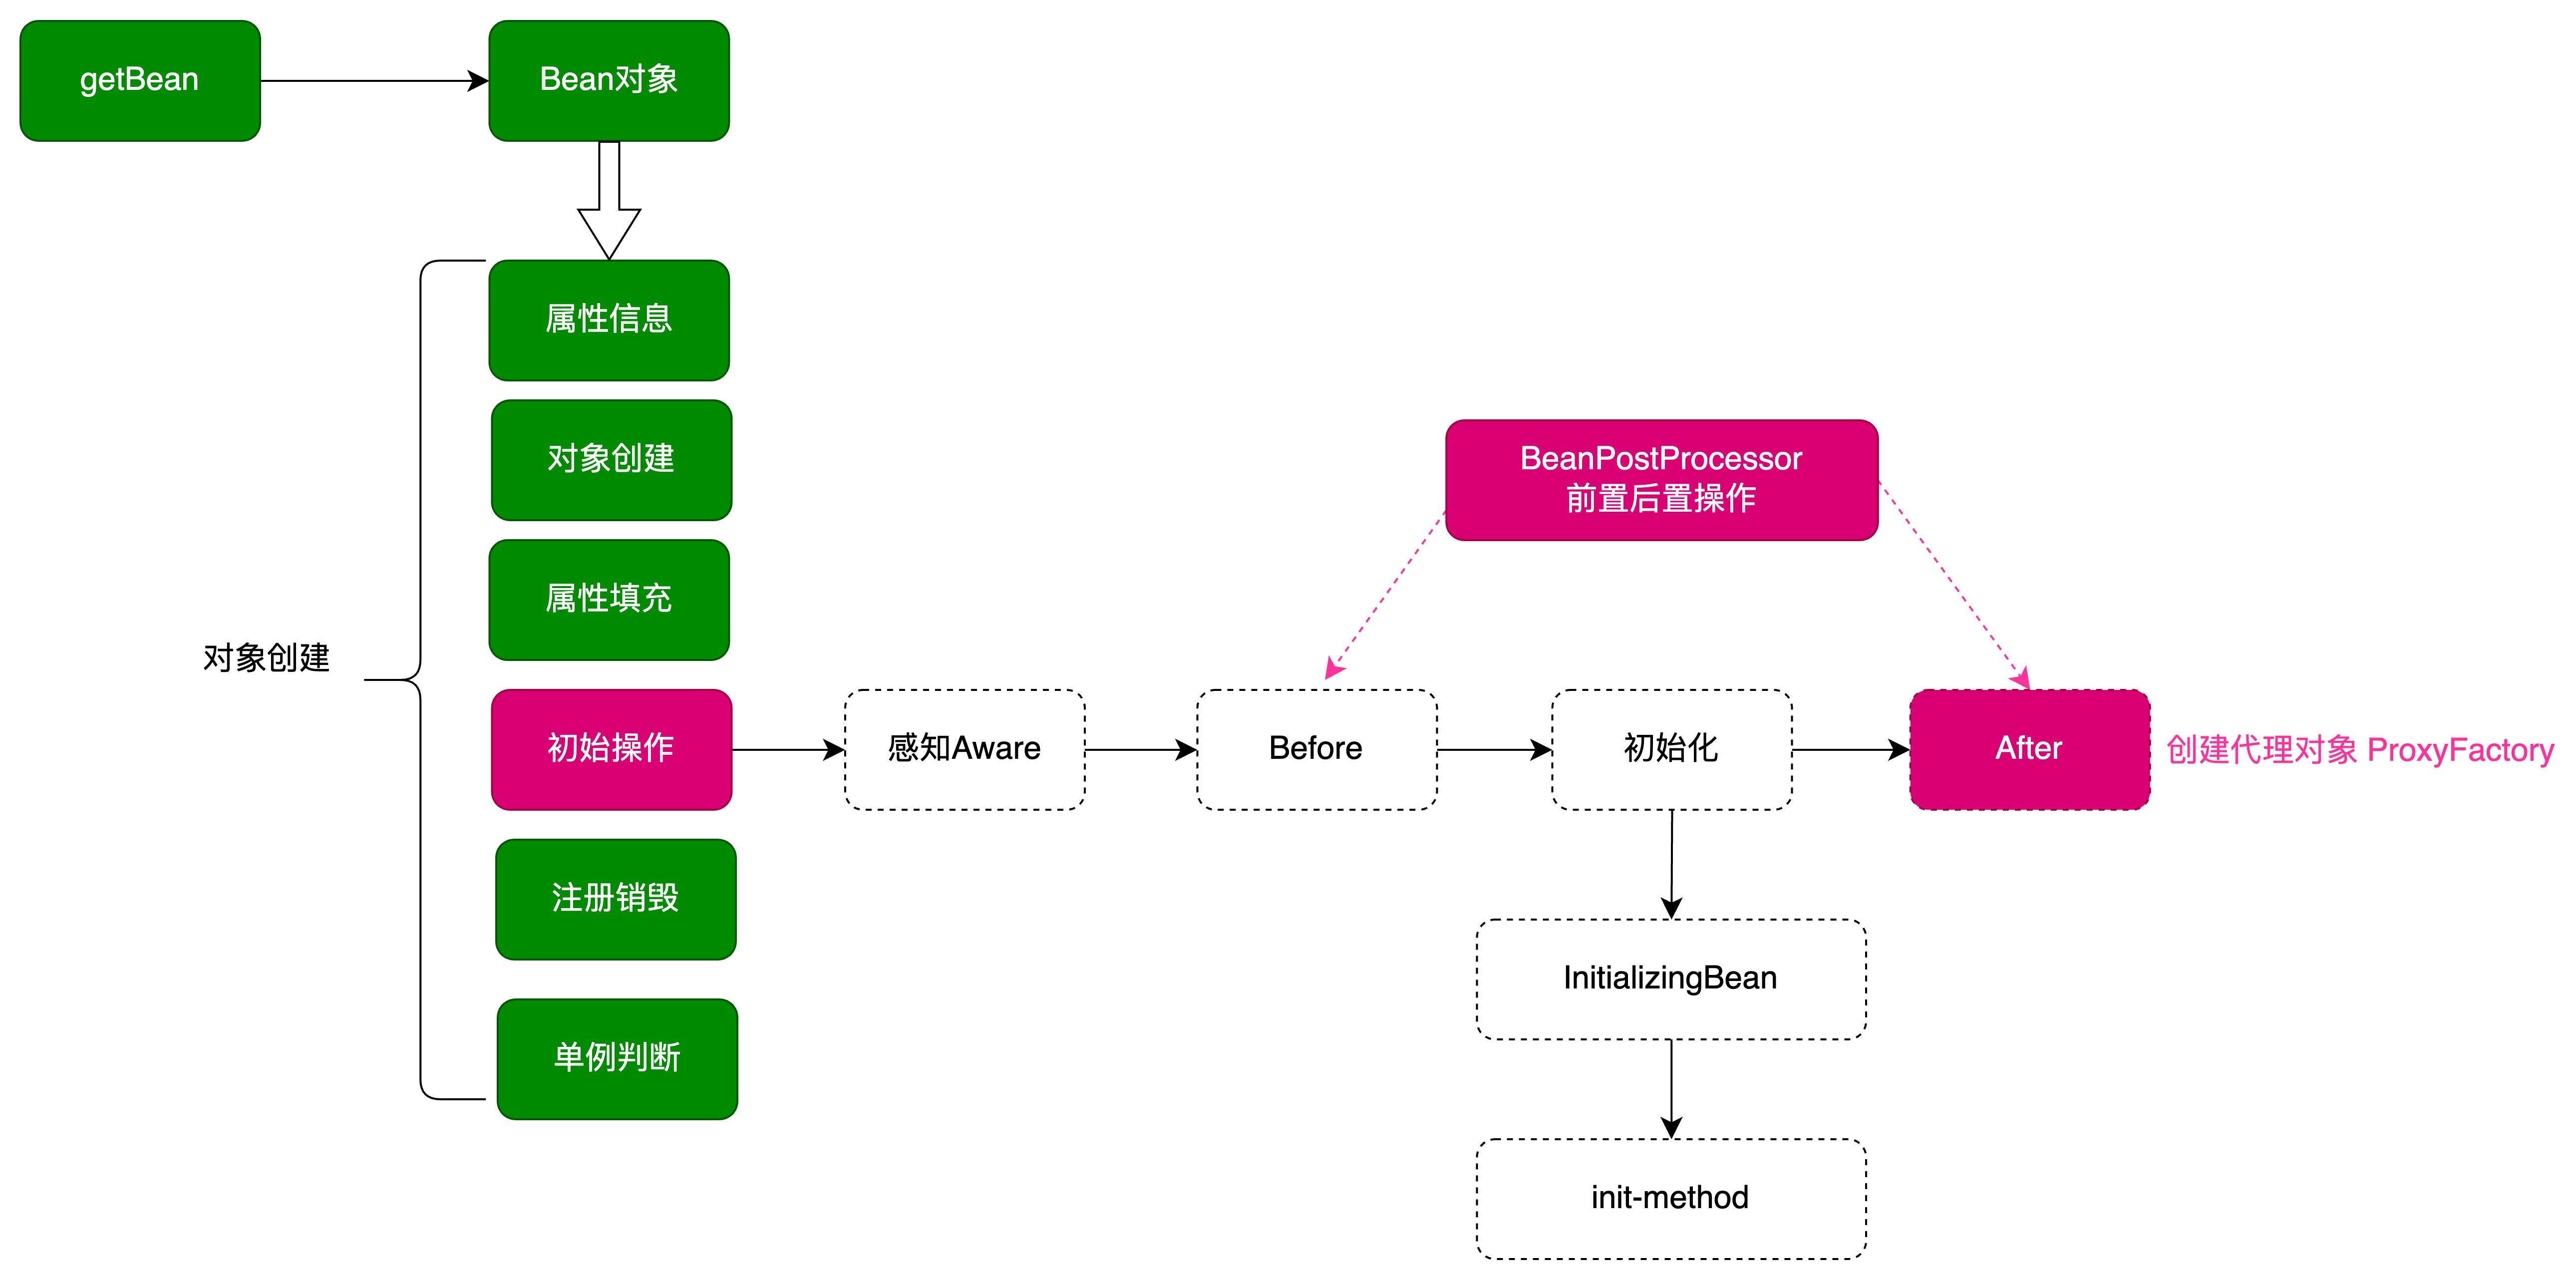 getBean
Bean对象
属性信息
对象创建
属性填充
对象创建
初始操作
注册销毁
单例判断
BeanPostProcessor
前置后置操作
感知Aware
Before
初始化
After
创建代理对象 ProxyFactory
InitializingBean
init-method